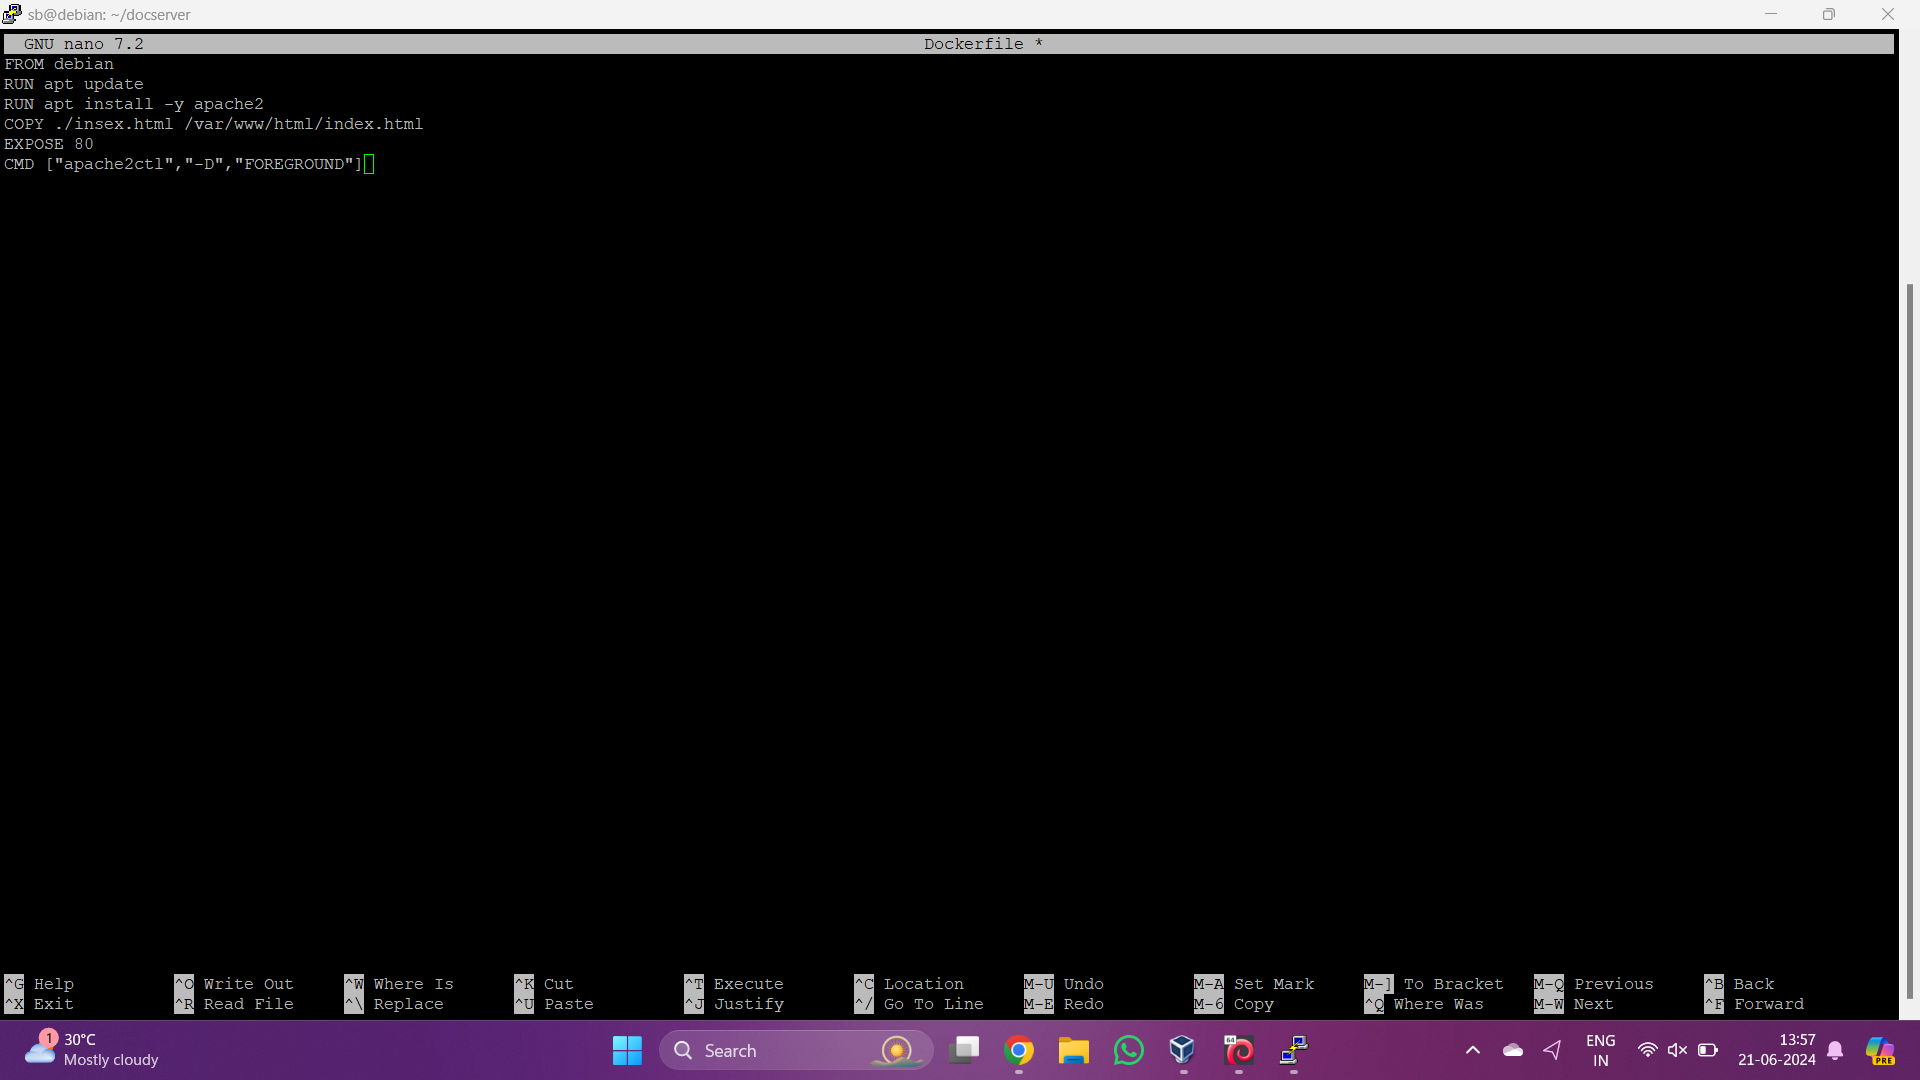 sb@debian: ~/docserver
GNU nano 7.2 Dockerfile *
FROM debian
RUN apt update
RUN apt install -y apache2
COPY ./insex.html /var/www/html/index.html
EXPOSE 80
CMD ["apache2ctl","-D","FOREGROUND"]
^G Help ^O Write Out ^W Where Is ^K Cut ^T Execute ^C Location M-U Undo M-A Set Mark M-] To Bracket M-Q Previous ^B Back
^X Exit ^R Read File ^\ Replace ^U Paste ^J Justify ^/ Go To Line M-E Redo M-6 Copy ^Q Where Was M-W Next ^F Forward
1 30°C
Mostly cloudy
Search
64
ENG
IN
13:57
21-06-2024
PRE